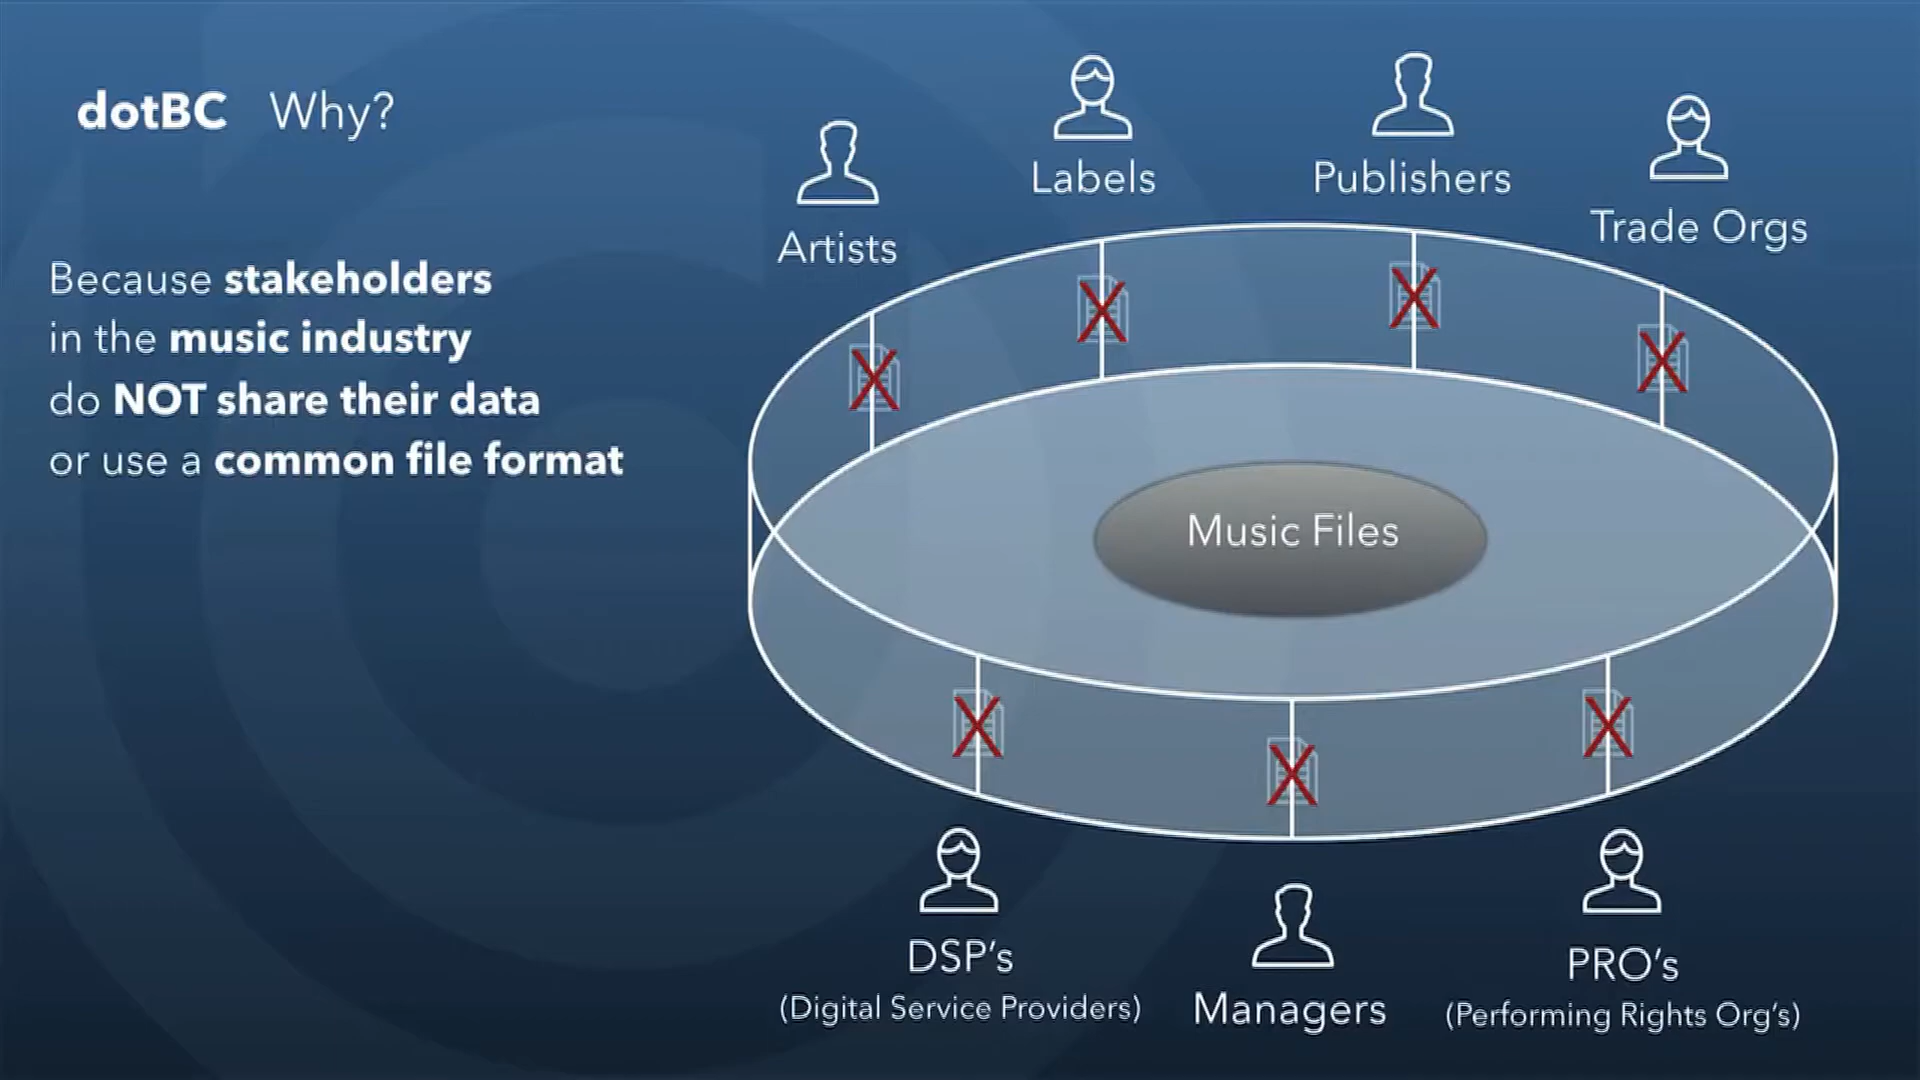 dotBC Why?
Because stakeholders
in the music industry
do NOT share their data
or use a common file format
Artists
Labels
Publishers
Trade Orgs
Music Files
DSP's
(Digital Service Providers)
Managers
PRO's
(Performing Rights Org's)